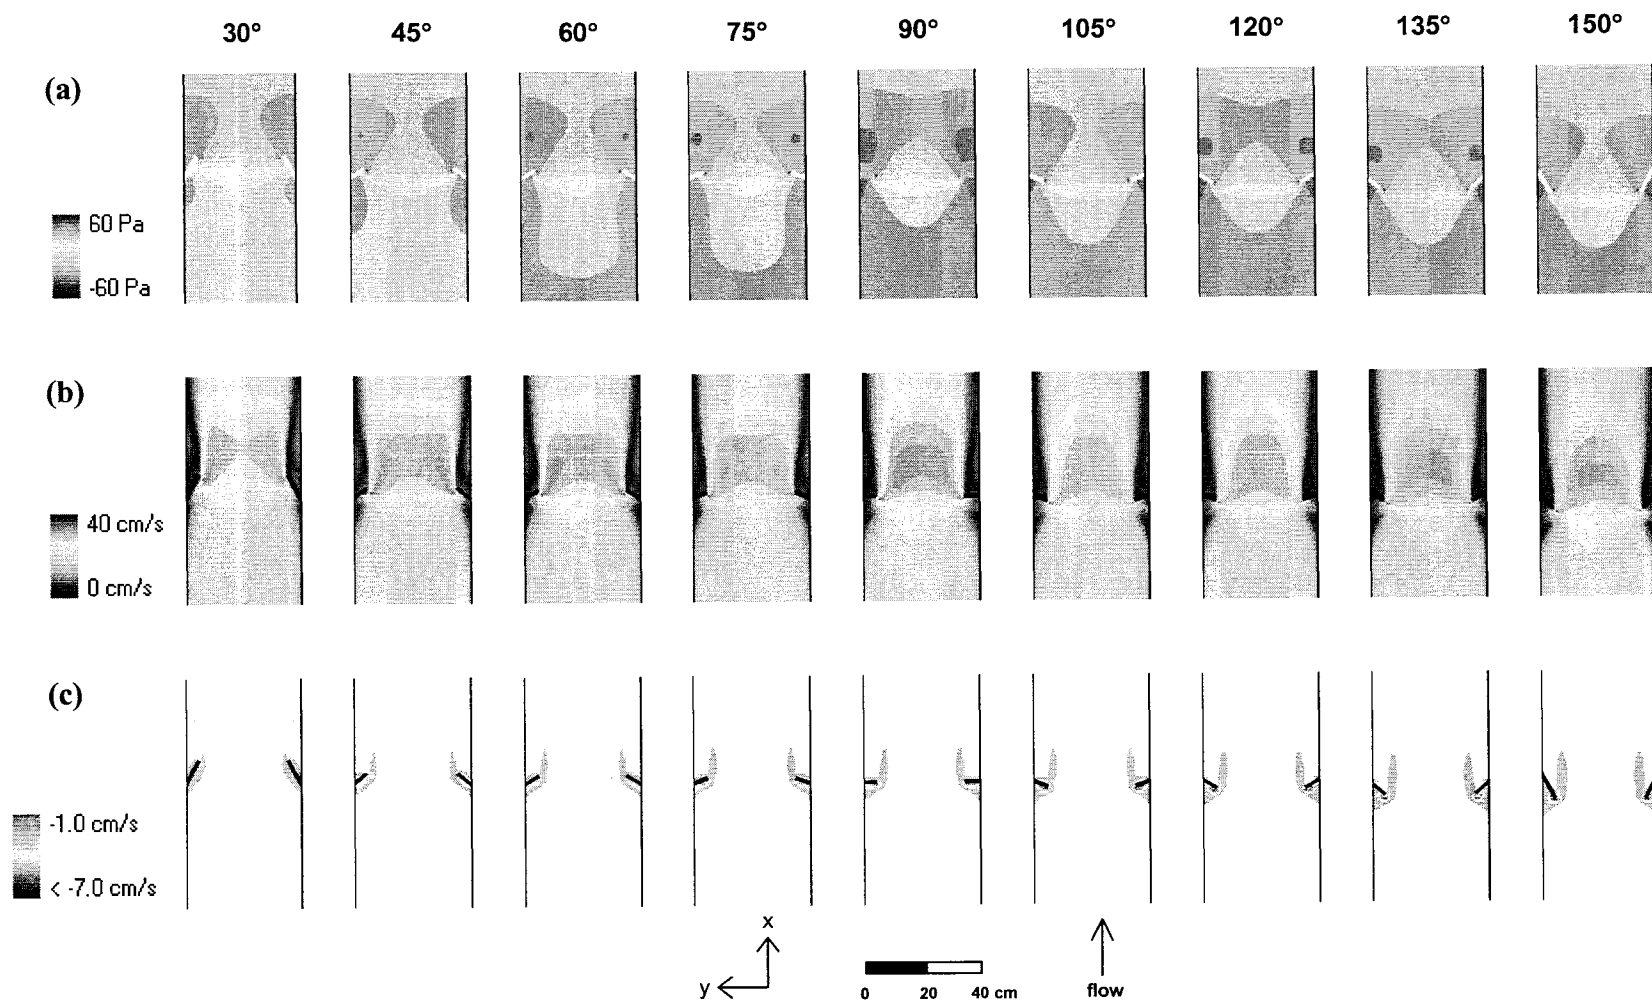 30° 45° 60° 75° 90° 105° 120° 135° 150°
(a)
60 Pa
-60 Pa
(b)
40 cm/s
0 cm/s
(c)
-1.0 cm/s
< -7.0 cm/s
x
y
0 20 40 cm
flow